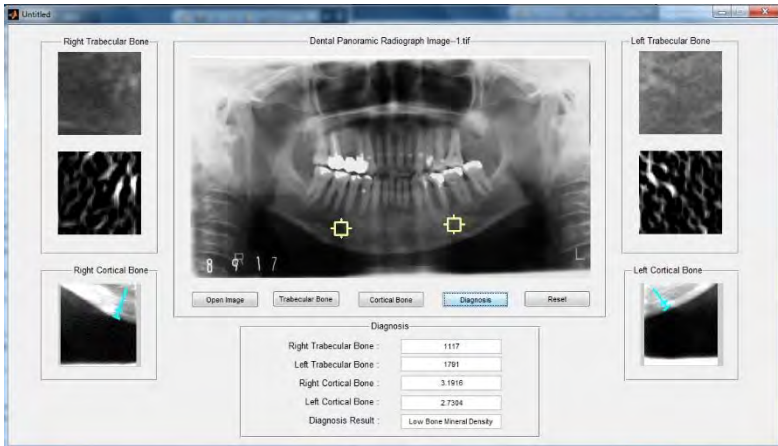 Untitled
Right Trabecular Bone
Dental Panoramic Radiograph Image--1.tif
Left Trabecular Bone
R
8 9 1 7
L
Right Cortical Bone
Left Cortical Bone
Open Image
Trabecular Bone
Cortical Bone
Diagnosis
Reset
Diagnosis
Right Trabecular Bone :
1117
Left Trabecular Bone :
1791
Right Cortical Bone :
3.1916
Left Cortical Bone :
2.7304
Diagnosis Result :
Low Bone Mineral Density